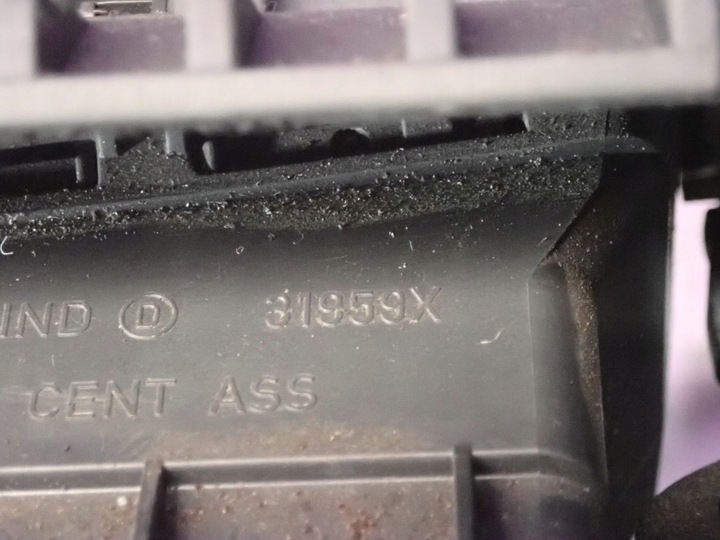 IND Ⓓ 31959X
CENT ASS